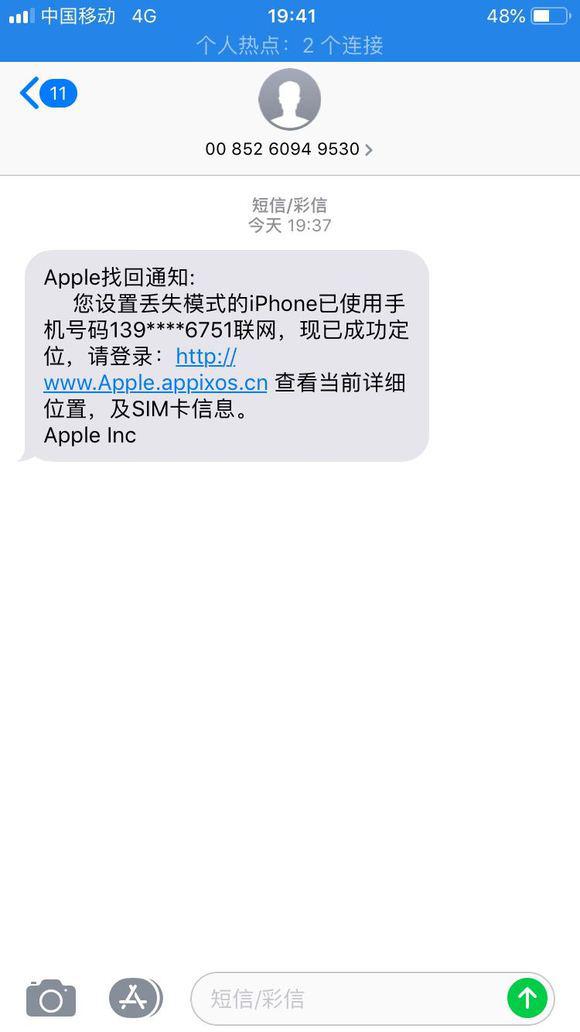 中国移动 4G 19:41 48%
个人热点：2 个连接
11
00 852 6094 9530
短信/彩信
今天 19:37
Apple找回通知:
您设置丢失模式的iPhone已使用手
机号码139****6751联网，现已成功定
位，请登录：http://
www.Apple.appixos.cn 查看当前详细
位置，及SIM卡信息。
Apple Inc
短信/彩信